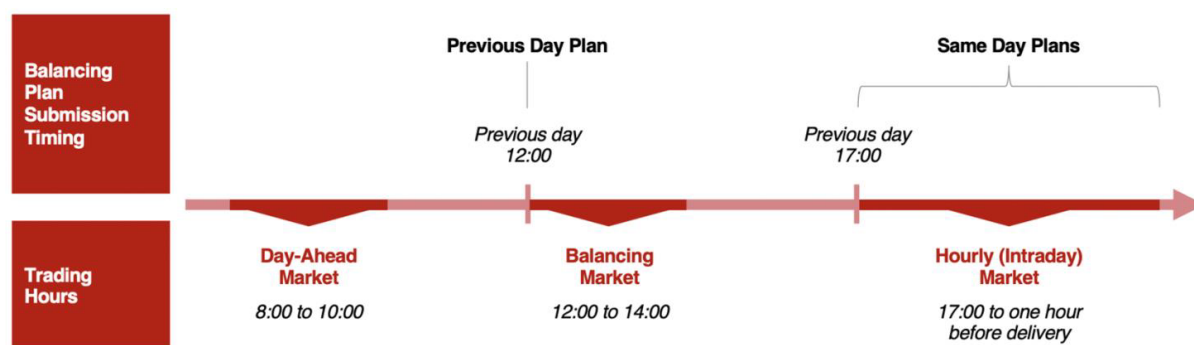 Balancing
Plan
Submission
Timing
Previous Day Plan
Same Day Plans
Previous day
12:00
Previous day
17:00
Trading
Hours
Day-Ahead
Market
8:00 to 10:00
Balancing
Market
12:00 to 14:00
Hourly (Intraday)
Market
17:00 to one hour
before delivery